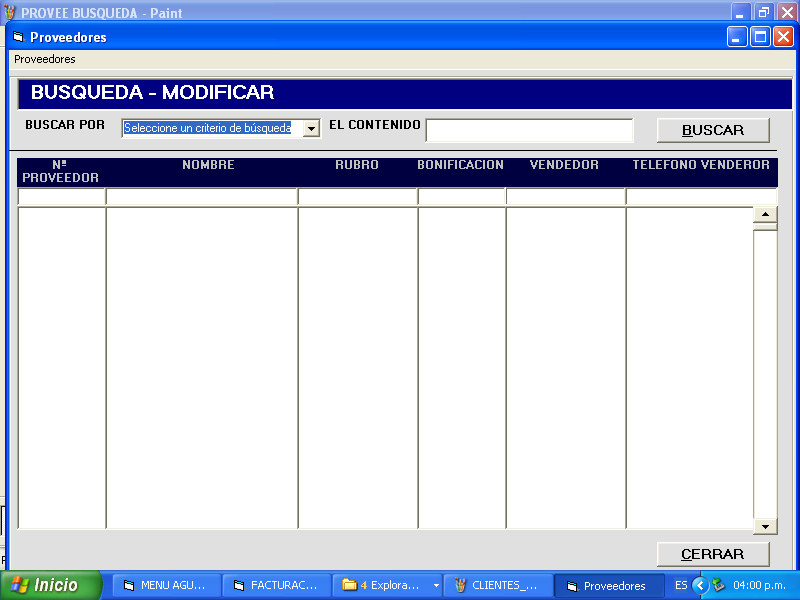 PROVEE BUSQUEDA - Paint
Proveedores
Proveedores
BUSQUEDA - MODIFICAR
BUSCAR POR
Seleccione un criterio de búsqueda
EL CONTENIDO
BUSCAR
Nº PROVEEDOR
NOMBRE
RUBRO
BONIFICACION
VENDEDOR
TELEFONO VENDEROR
CERRAR
Inicio
MENU AGU...
FACTURAC...
4 Explora...
CLIENTES_...
Proveedores
ES
04:00 p.m.